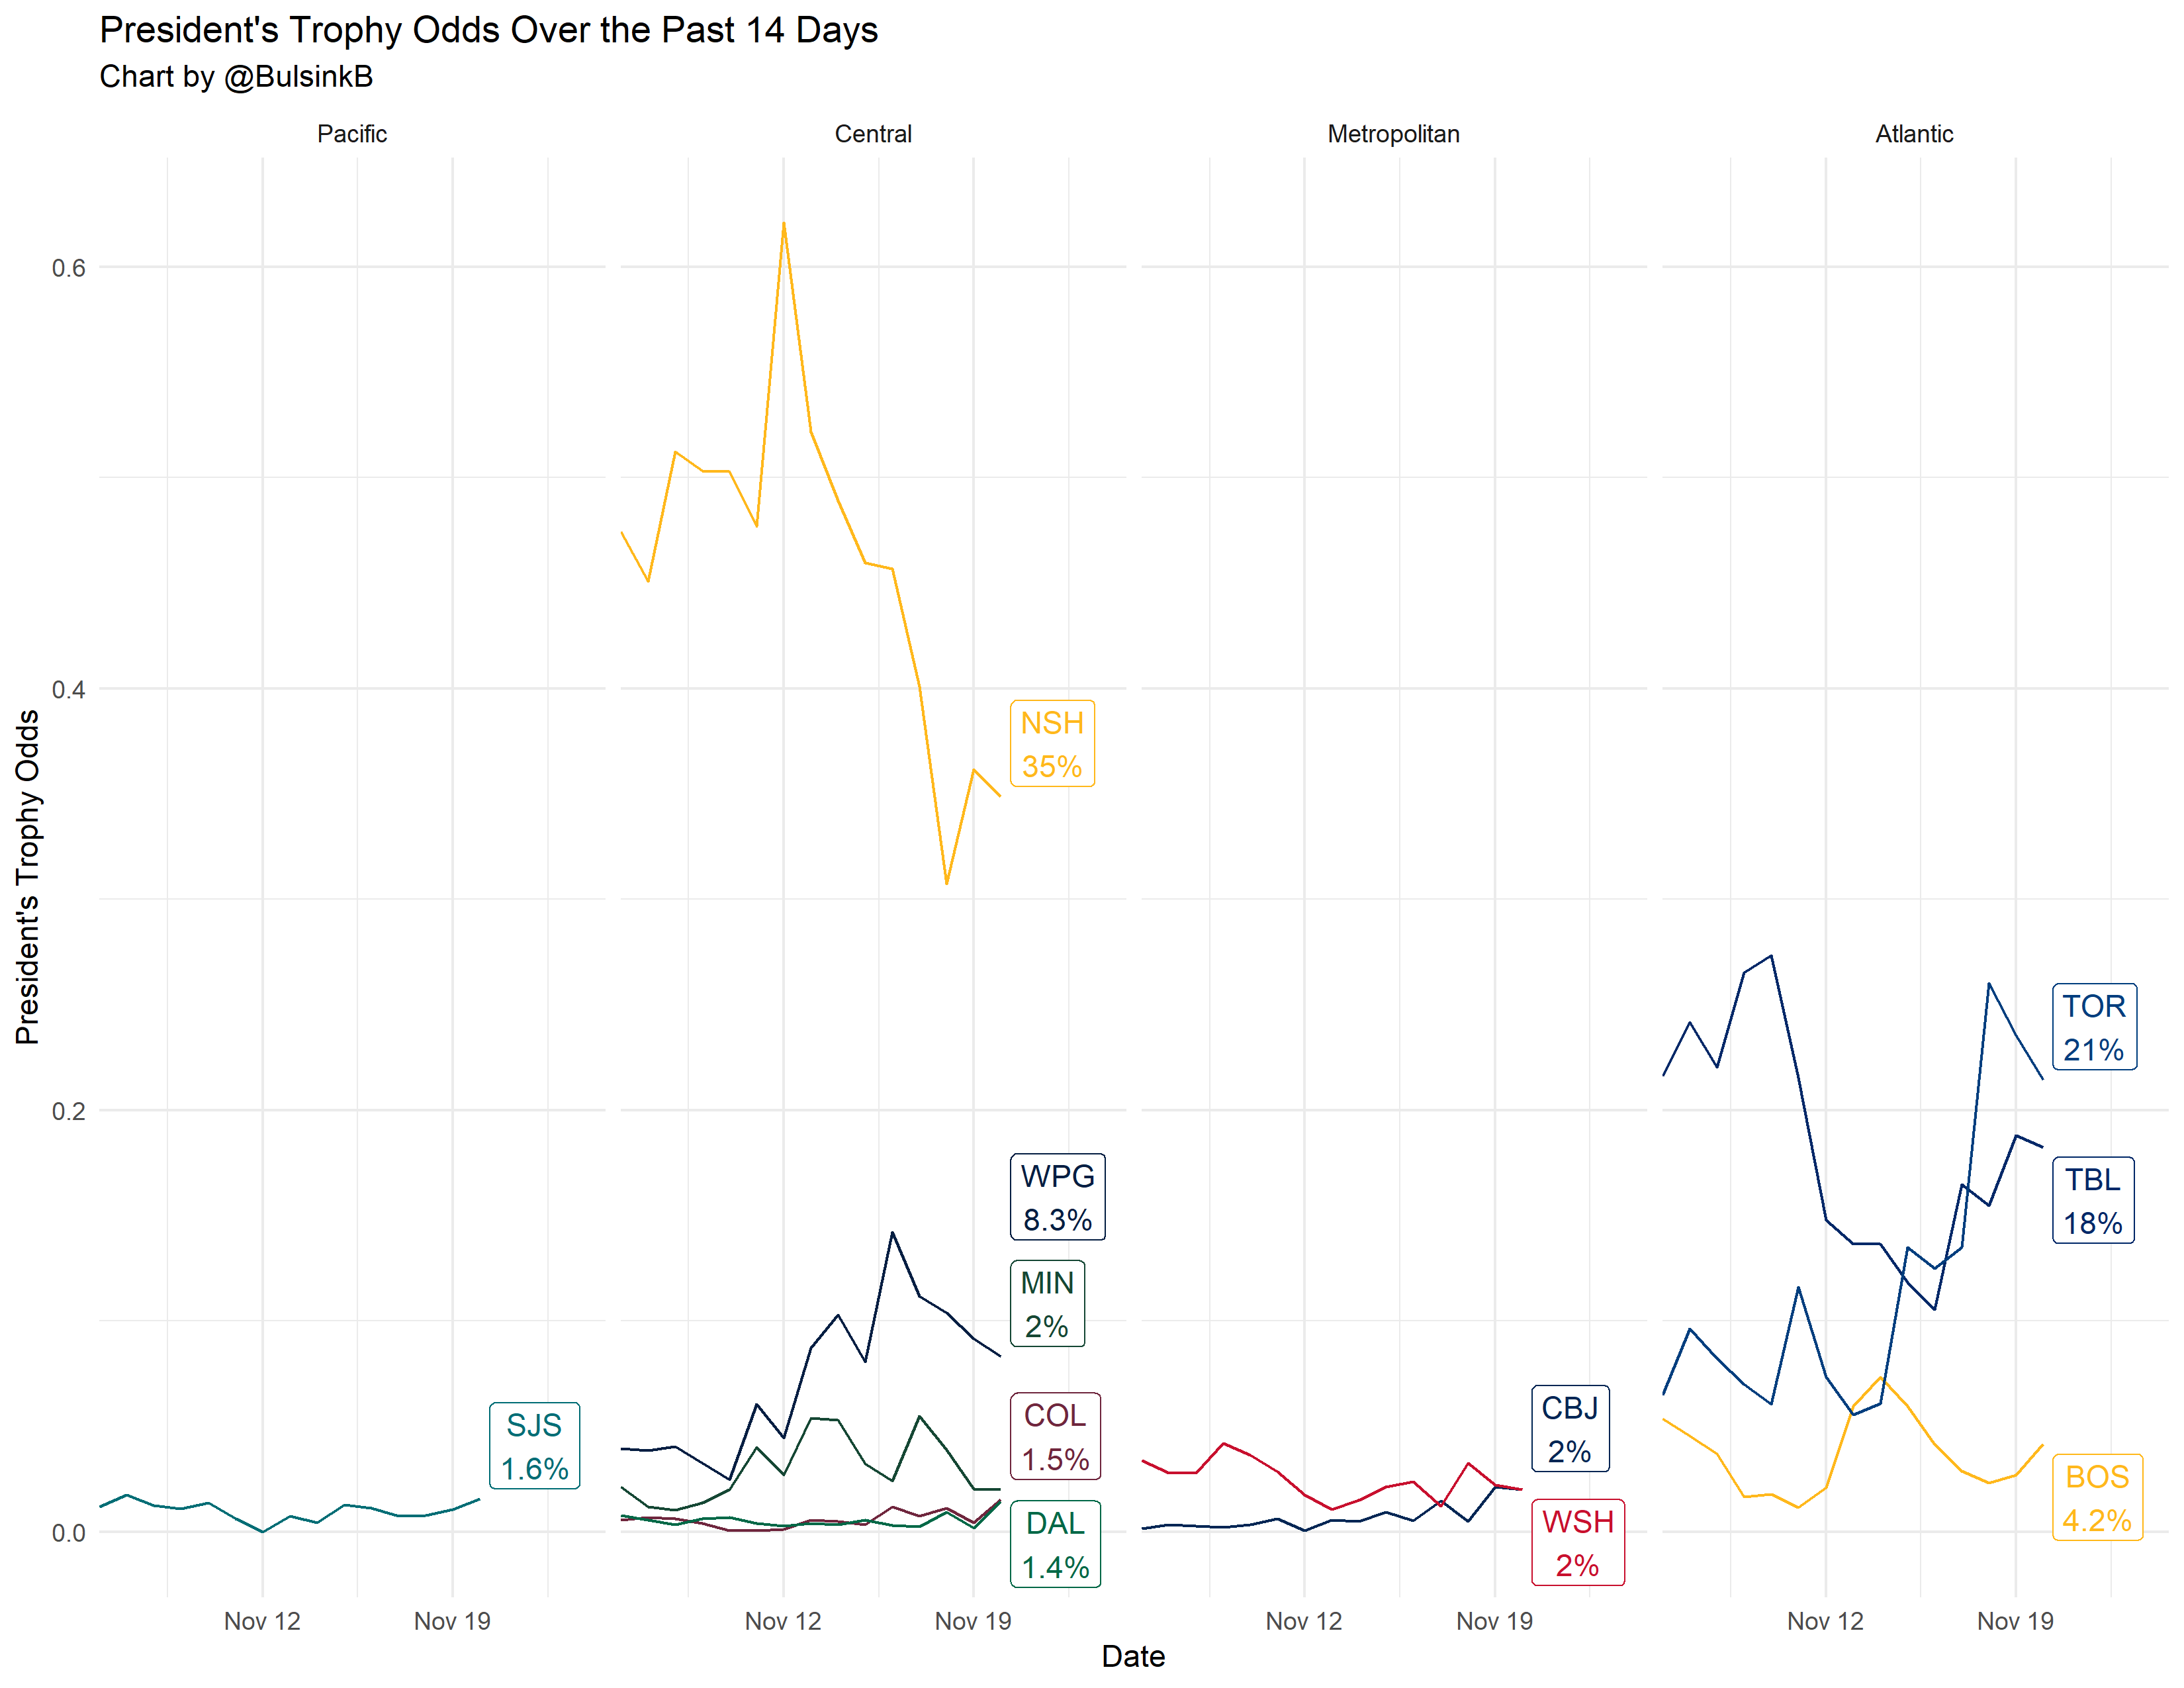 President's Trophy Odds Over the Past 14 Days
Chart by @BulsinkB
Pacific
Central
Metropolitan
Atlantic
President's Trophy Odds
0.6
0.4
0.2
0.0
SJS
1.6%
NSH
35%
WPG
8.3%
MIN
2%
COL
1.5%
DAL
1.4%
CBJ
2%
WSH
2%
TOR
21%
TBL
18%
BOS
4.2%
Nov 12
Nov 19
Nov 12
Nov 19
Nov 12
Nov 19
Nov 12
Nov 19
Date